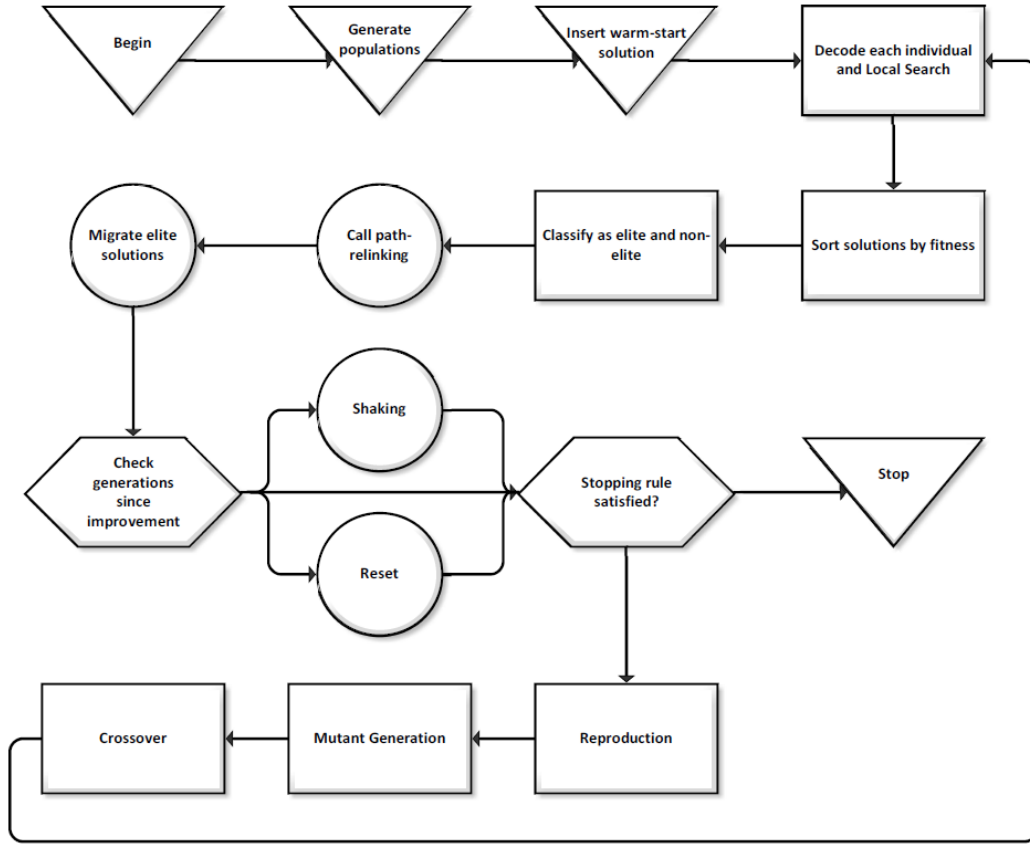 Begin
Generate
populations
Insert warm-start
solution
Decode each individual
and Local Search
Migrate elite
solutions
Call path-
relinking
Classify as elite and non-
elite
Sort solutions by fitness
Shaking
Check
generations
since
improvement
Stopping rule
satisfied?
Stop
Reset
Crossover
Mutant Generation
Reproduction